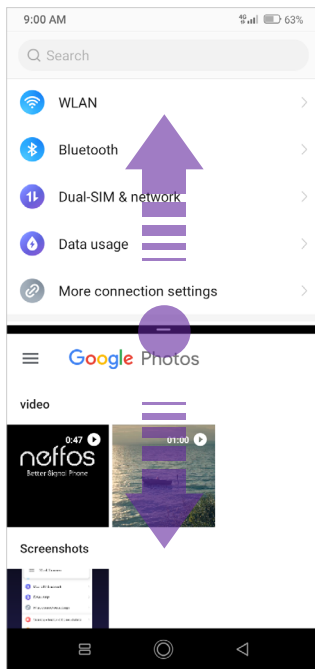 9:00 AM 4G 63%
Search
WLAN
Bluetooth
Dual-SIM & network
Data usage
More connection settings
Google Photos
video
0:47
01:00
neffos
Better Signal Phone
Screenshots